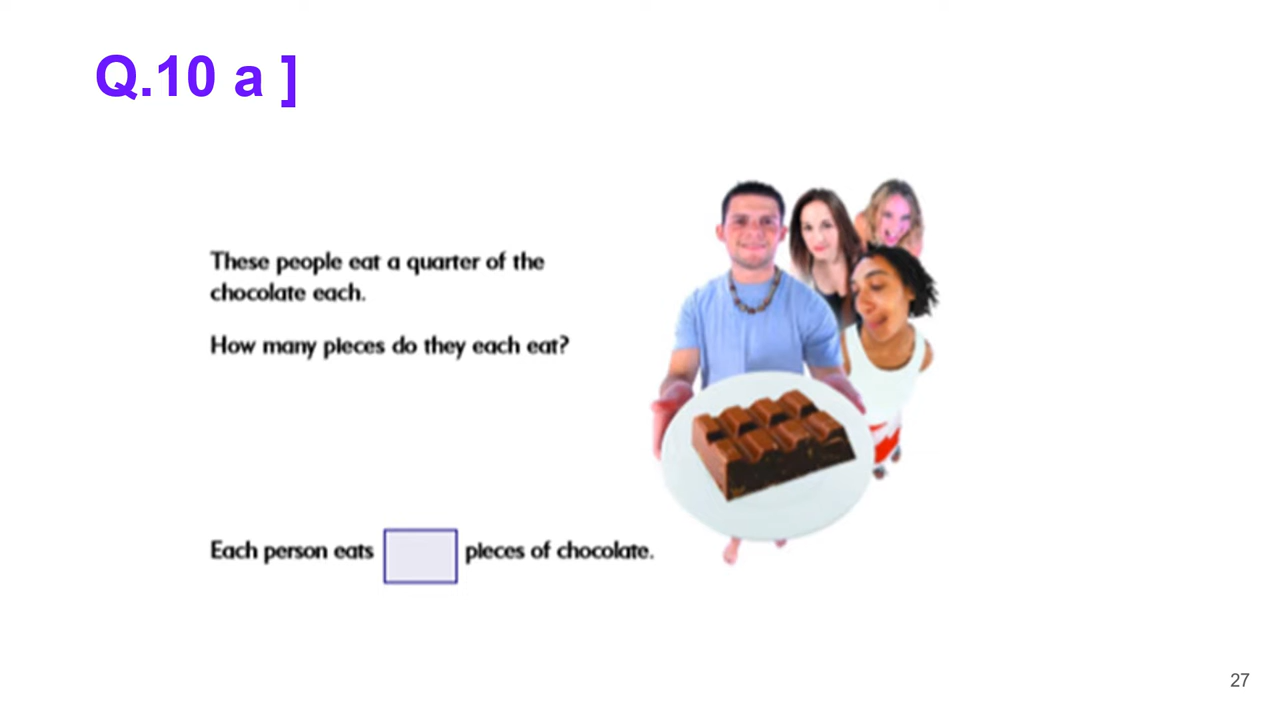 Q.10 a ]
These people eat a quarter of the
chocolate each.
How many pieces do they each eat?
Each person eats
pieces of chocolate.
27